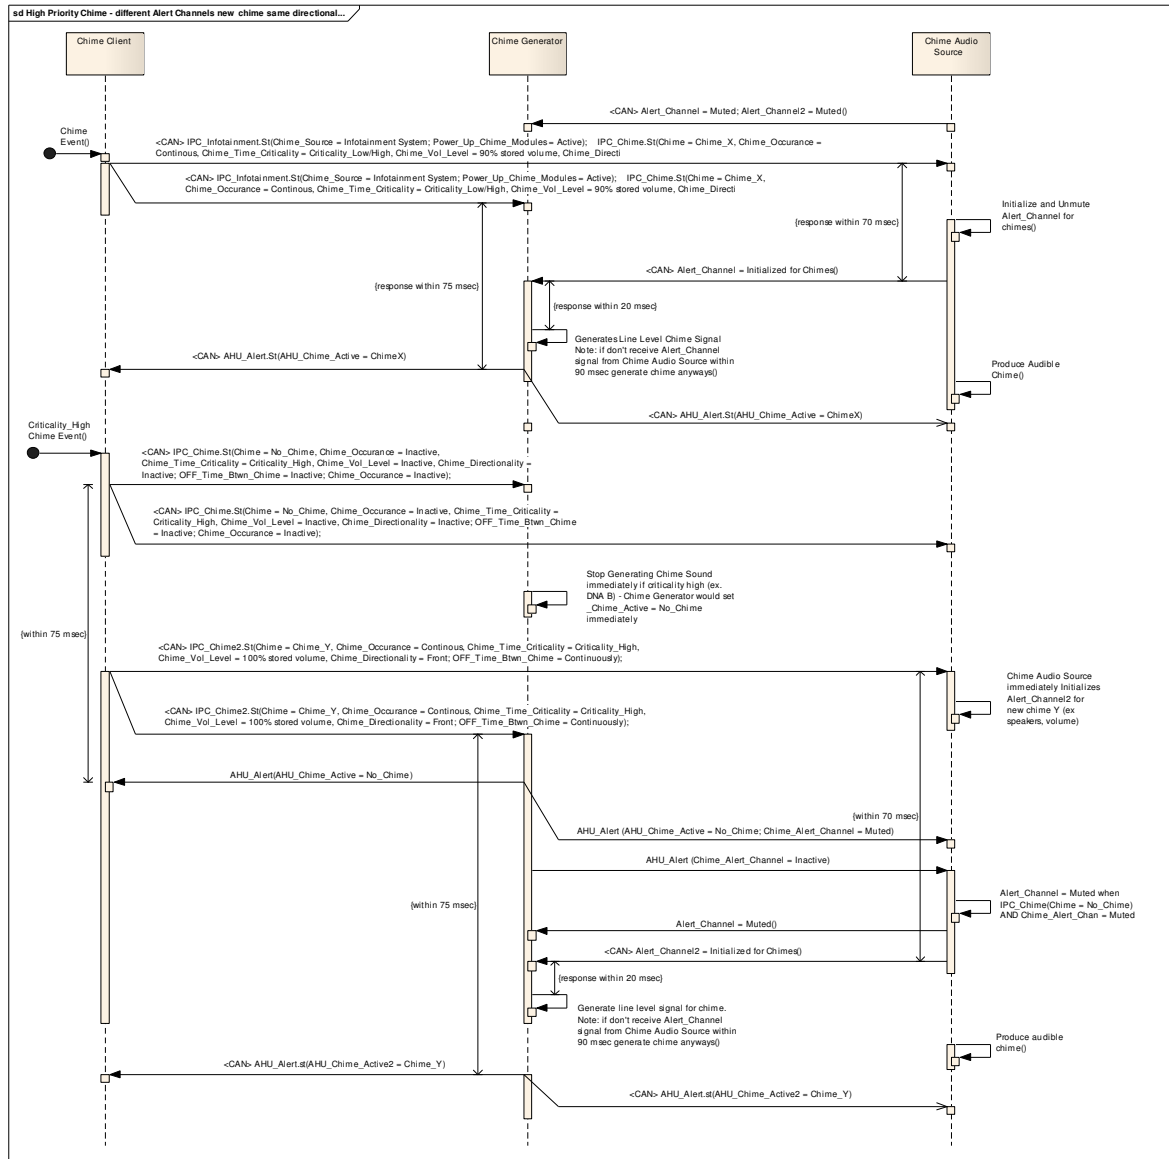 sd High Priority Chime - different Alert Channels new chime same directional...
Chime Client
Chime Generator
Chime Audio
Source
<CAN> Alert_Channel = Muted; Alert_Channel2 = Muted()
Chime
Event()
<CAN> IPC_Infotainment.St(Chime_Source = Infotainment System; Power_Up_Chime_Modules = Active); IPC_Chime.St(Chime = Chime_X, Chime_Occurance =
Continous, Chime_Time_Criticality = Criticality_Low/High, Chime_Vol_Level = 90% stored volume, Chime_Directi
<CAN> IPC_Infotainment.St(Chime_Source = Infotainment System; Power_Up_Chime_Modules = Active); IPC_Chime.St(Chime = Chime_X,
Chime_Occurance = Continous, Chime_Time_Criticality = Criticality_Low/High, Chime_Vol_Level = 90% stored volume, Chime_Directi
Initialize and Unmute
Alert_Channel for
chimes()
{response within 70 msec}
<CAN> Alert_Channel = Initialized for Chimes()
{response within 75 msec}
{response within 20 msec}
Generates Line Level Chime Signal
Note: if don't receive Alert_Channel
signal from Chime Audio Source within
90 msec generate chime anyways()
<CAN> AHU_Alert.St(AHU_Chime_Active = ChimeX)
Produce Audible
Chime()
<CAN> AHU_Alert.St(AHU_Chime_Active = ChimeX)
Criticality_High
Chime Event()
<CAN> IPC_Chime.St(Chime = No_Chime, Chime_Occurance = Inactive,
Chime_Time_Criticality = Criticality_High, Chime_Vol_Level = Inactive, Chime_Directionality =
Inactive; OFF_Time_Btwn_Chime = Inactive; Chime_Occurance = Inactive);
<CAN> IPC_Chime.St(Chime = No_Chime, Chime_Occurance = Inactive, Chime_Time_Criticality =
Criticality_High, Chime_Vol_Level = Inactive, Chime_Directionality = Inactive; OFF_Time_Btwn_Chime
= Inactive; Chime_Occurance = Inactive);
Stop Generating Chime Sound
immediately if criticality high (ex.
DNA B) - Chime Generator would set
_Chime_Active = No_Chime
immediately
{within 75 msec}
<CAN> IPC_Chime2.St(Chime = Chime_Y, Chime_Occurance = Continous, Chime_Time_Criticality = Criticality_High,
Chime_Vol_Level = 100% stored volume, Chime_Directionality = Front; OFF_Time_Btwn_Chime = Continuously);
Chime Audio Source
immediately Initializes
Alert_Channel2 for
new chime Y (ex
speakers, volume)
<CAN> IPC_Chime2.St(Chime = Chime_Y, Chime_Occurance = Continous, Chime_Time_Criticality = Criticality_High,
Chime_Vol_Level = 100% stored volume, Chime_Directionality = Front; OFF_Time_Btwn_Chime = Continuously);
AHU_Alert(AHU_Chime_Active = No_Chime)
{within 70 msec}
AHU_Alert (AHU_Chime_Active = No_Chime; Chime_Alert_Channel = Muted)
AHU_Alert (Chime_Alert_Channel = Inactive)
{within 75 msec}
Alert_Channel = Muted when
IPC_Chime(Chime = No_Chime)
AND Chime_Alert_Chan = Muted
Alert_Channel = Muted()
<CAN> Alert_Channel2 = Initialized for Chimes()
{response within 20 msec}
Generate line level signal for chime.
Note: if don't receive Alert_Channel
signal from Chime Audio Source within
90 msec generate chime anyways()
Produce audible
chime()
<CAN> AHU_Alert.st(AHU_Chime_Active2 = Chime_Y)
<CAN> AHU_Alert.st(AHU_Chime_Active2 = Chime_Y)